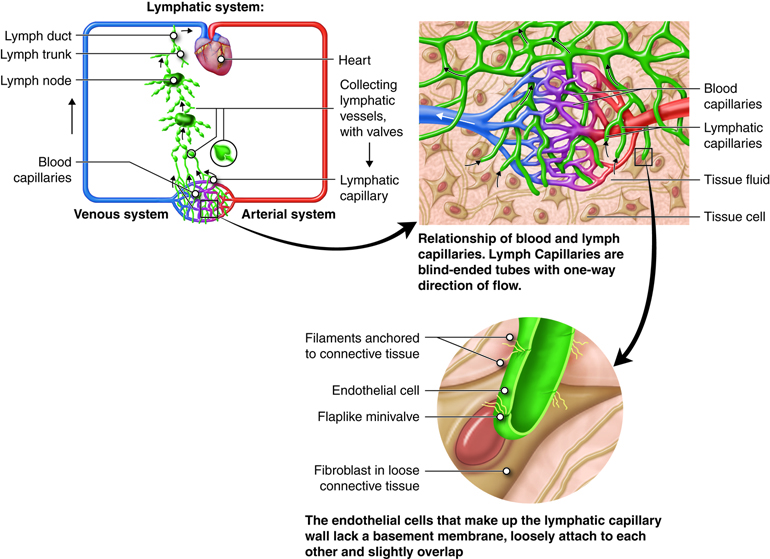 Lymphatic system:
Lymph duct
Lymph trunk
Lymph node
Blood
capillaries
Heart
Collecting
lymphatic
vessels,
with valves
Lymphatic
capillary
Venous system
Arterial system
Blood
capillaries
Lymphatic
capillaries
Tissue fluid
Tissue cell
Relationship of blood and lymph
capillaries. Lymph Capillaries are
blind-ended tubes with one-way
direction of flow.
Filaments anchored
to connective tissue
Endothelial cell
Flaplike minivalve
Fibroblast in loose
connective tissue
The endothelial cells that make up the lymphatic capillary
wall lack a basement membrane, loosely attach to each
other and slightly overlap